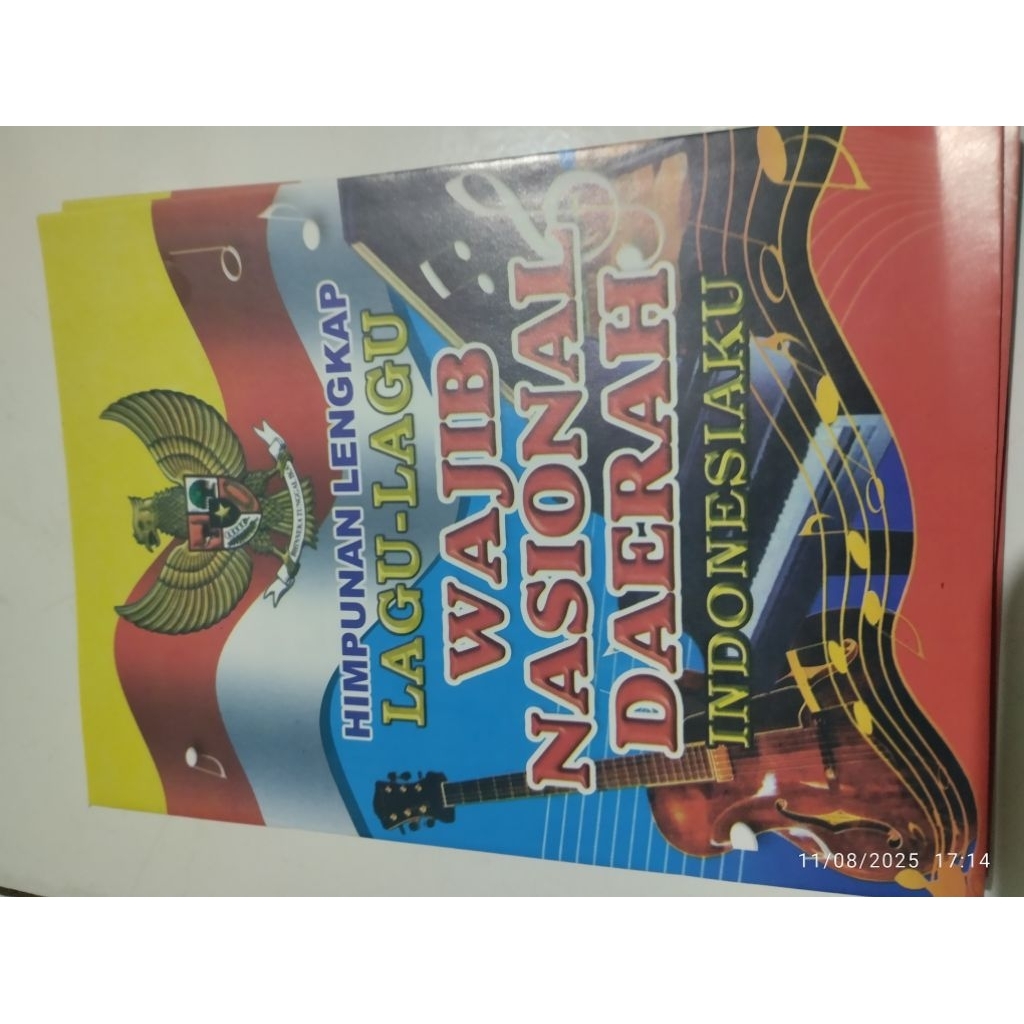 HIMPUNAN LENGKAP
LAGU-LAGU
WAJIB
NASIONAL
DAERAH
INDONESIAKU
11/08/2025 17:14